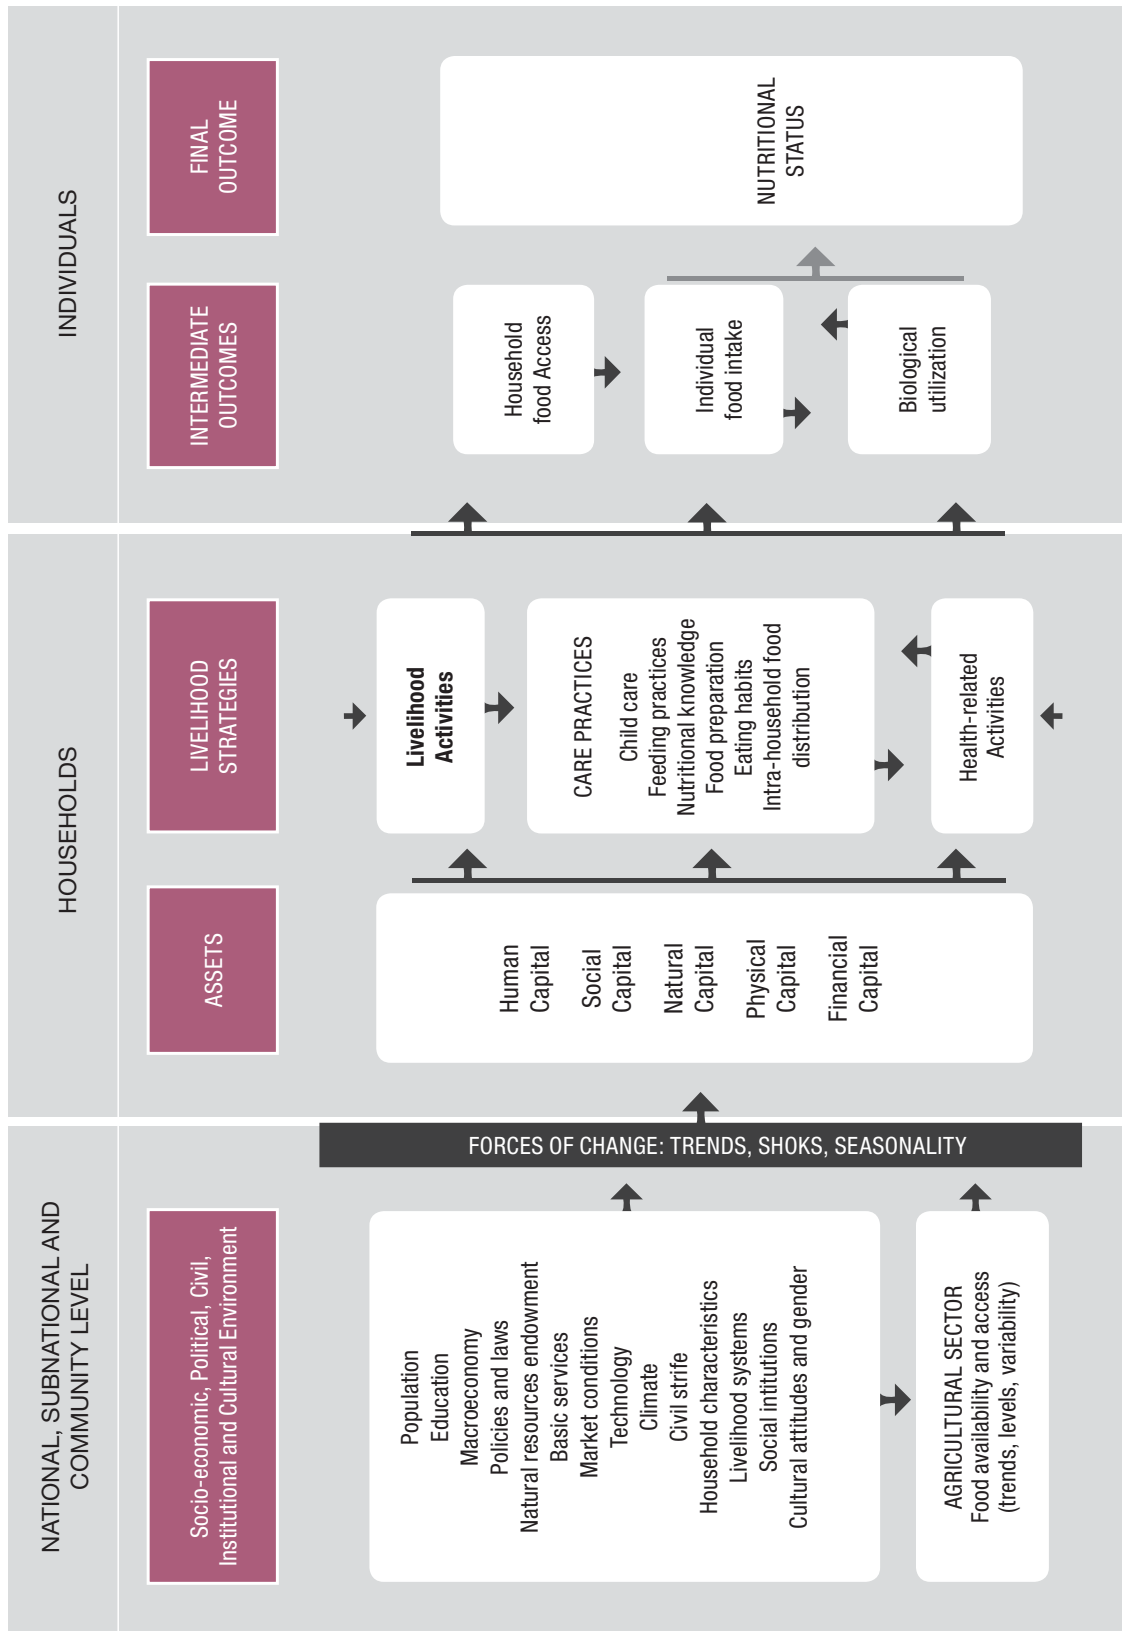 NATIONAL, SUBNATIONAL AND
COMMUNITY LEVEL
Socio-economic, Political, Civil,
Institutional and Cultural Environment
Population
Education
Macroeconomy
Policies and laws
Natural resources endowment
Basic services
Market conditions
Technology
Climate
Civil strife
Household characteristics
Livelihood systems
Social intitutions
Cultural attitudes and gender
AGRICULTURAL SECTOR
Food availability and access
(trends, levels, variability)
FORCES OF CHANGE: TRENDS, SHOKS, SEASONALITY
HOUSEHOLDS
ASSETS
Human
Capital
Social
Capital
Natural
Capital
Physical
Capital
Financial
Capital
LIVELIHOOD
STRATEGIES
Livelihood
Activities
CARE PRACTICES
Child care
Feeding practices
Nutritional knowledge
Food preparation
Eating habits
Intra-household food
distribution
Health-related
Activities
INDIVIDUALS
INTERMEDIATE
OUTCOMES
Household
food Access
Individual
food intake
Biological
utilization
FINAL
OUTCOME
NUTRITIONAL
STATUS